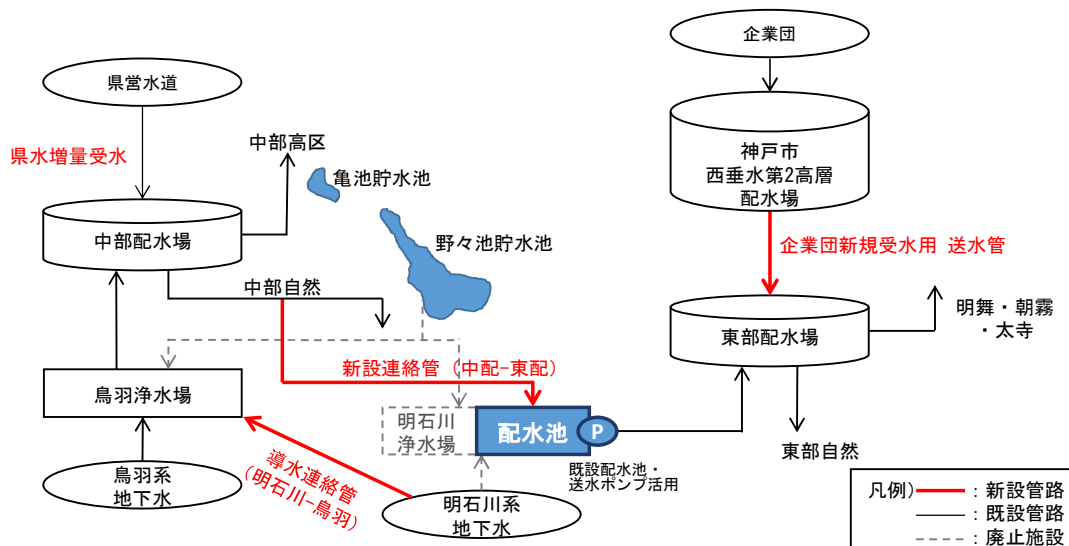 企業団
県営水道
県水増量受水
中部高区
亀池貯水池
神戸市
西垂水第2高層
配水場
中部配水場
野々池貯水池
企業団新規受水用 送水管
中部自然
明舞・朝霧
・太寺
東部配水場
新設連絡管（中配−東配）
鳥羽浄水場
明石川
浄水場
配水池
P
東部自然
導水連絡管
(明石川−鳥羽)
既設配水池・
送水ポンプ活用
鳥羽系
地下水
明石川系
地下水
凡例)
：新設管路
：既設管路
：廃止施設